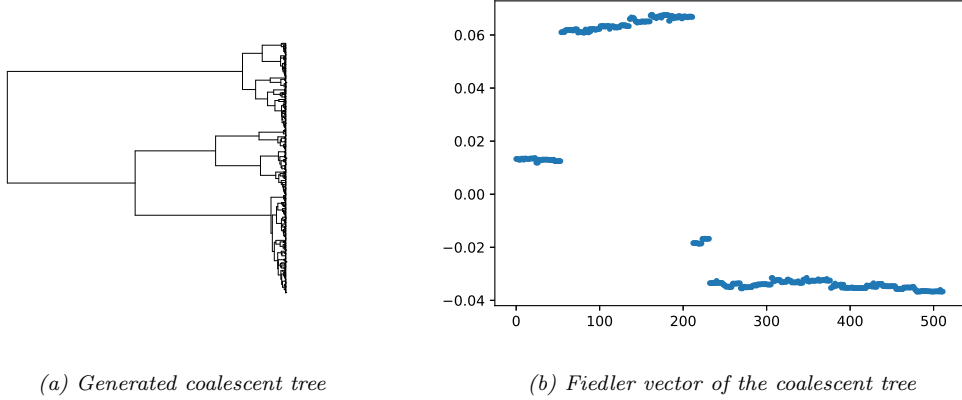 0.06
0.04
0.02
0.00
−0.02
−0.04
0 100 200 300 400 500
(a) Generated coalescent tree
(b) Fiedler vector of the coalescent tree